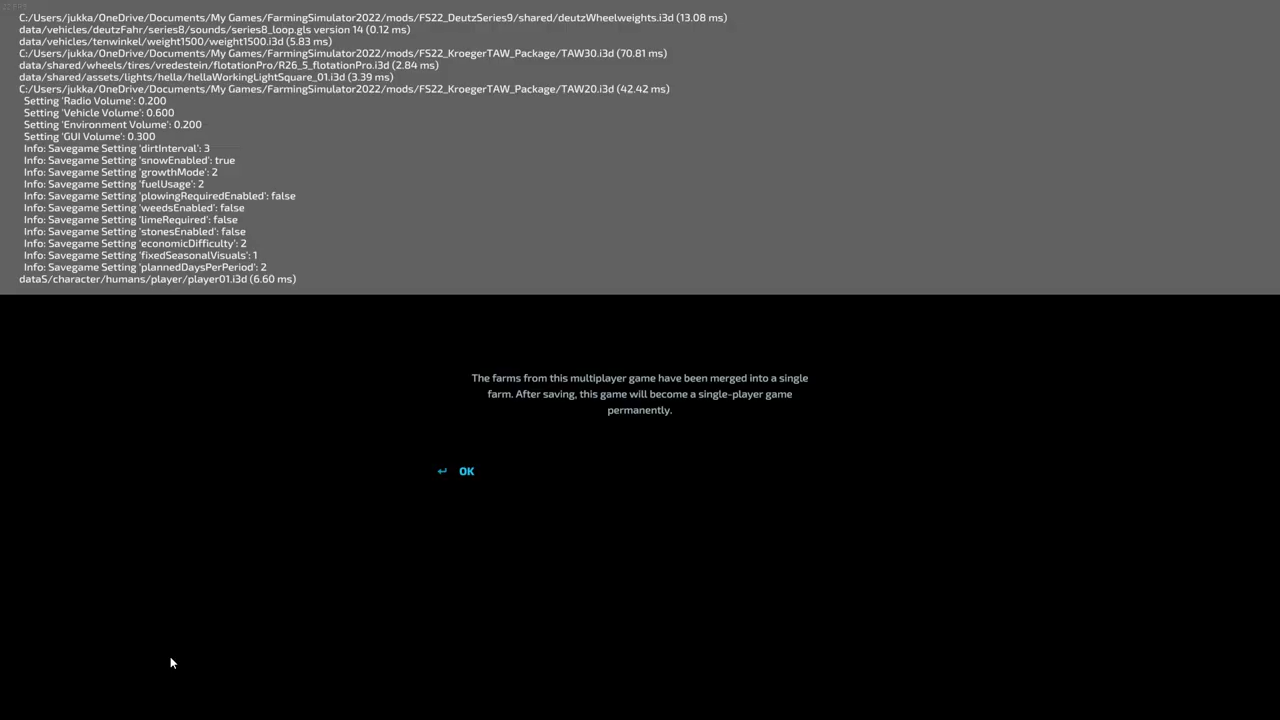 C:/Users/jukka/OneDrive/Documents/My Games/FarmingSimulator2022/mods/FS22_DeutzSeries9/shared/deutzWheelweights.i3d (13.08 ms)
data/vehicles/deutzFahr/series8/sounds/series8_loop.gls version 14 (0.12 ms)
data/vehicles/tenwinkel/weight1500/weight1500.i3d (5.83 ms)
C:/Users/jukka/OneDrive/Documents/My Games/FarmingSimulator2022/mods/FS22_KroegerTAW_Package/TAW30.i3d (70.81 ms)
data/shared/wheels/tires/vredestein/flotationPro/R26_5_flotationPro.i3d (2.84 ms)
data/shared/assets/lights/hella/hellaWorkingLightSquare_01.i3d (3.39 ms)
C:/Users/jukka/OneDrive/Documents/My Games/FarmingSimulator2022/mods/FS22_KroegerTAW_Package/TAW20.i3d (42.42 ms)
Setting 'Radio Volume': 0.200
Setting 'Vehicle Volume': 0.600
Setting 'Environment Volume': 0.200
Setting 'GUI Volume': 0.300
Info: Savegame Setting 'dirtInterval': 3
Info: Savegame Setting 'snowEnabled': true
Info: Savegame Setting 'growthMode': 2
Info: Savegame Setting 'fuelUsage': 2
Info: Savegame Setting 'plowingRequiredEnabled': false
Info: Savegame Setting 'weedsEnabled': false
Info: Savegame Setting 'limeRequired': false
Info: Savegame Setting 'stonesEnabled': false
Info: Savegame Setting 'economicDifficulty': 2
Info: Savegame Setting 'fixedSeasonalVisuals': 1
Info: Savegame Setting 'plannedDaysPerPeriod': 2
dataS/character/humans/player/player01.i3d (6.60 ms)
The farms from this multiplayer game have been merged into a single
farm. After saving, this game will become a single-player game
permanently.
OK